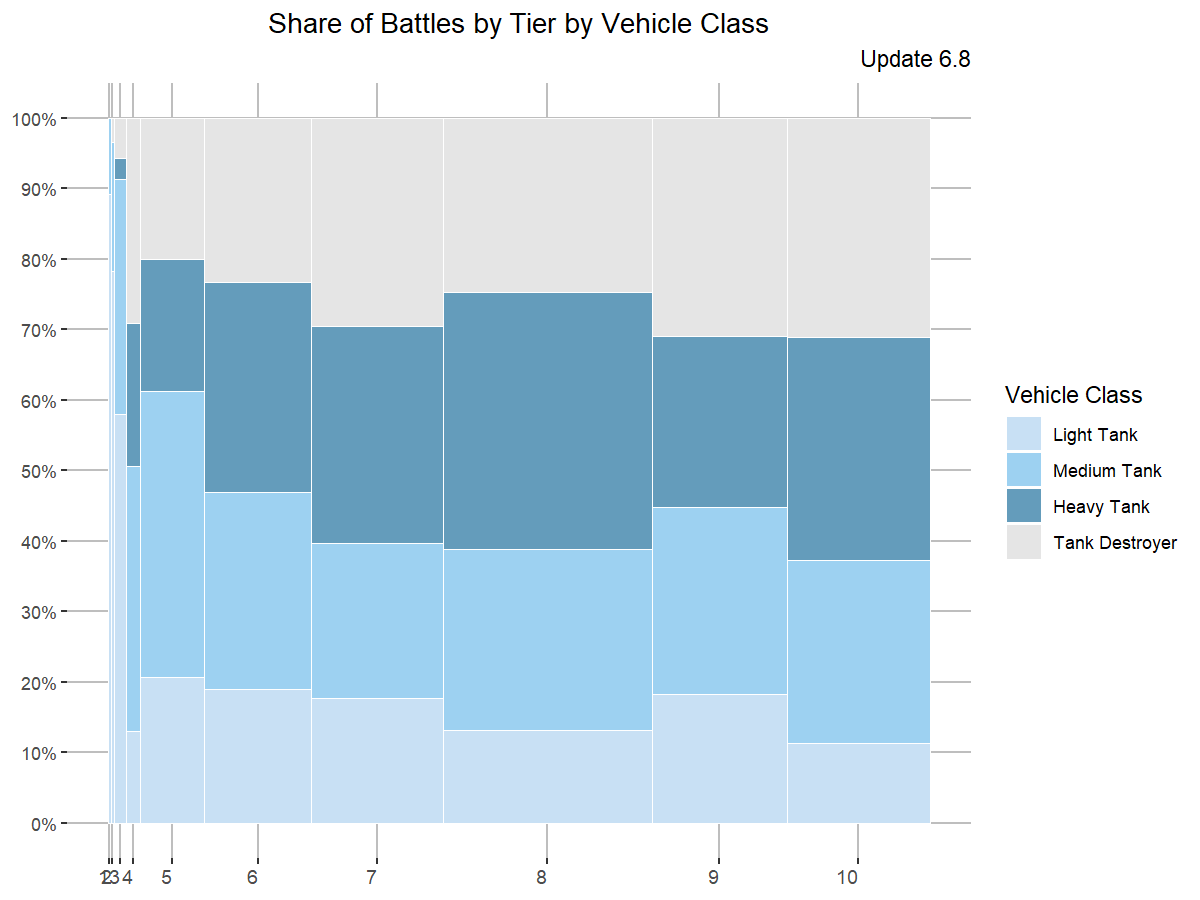 Share of Battles by Tier by Vehicle Class
Update 6.8
100%
90%
80%
70%
60%
50%
40%
30%
20%
10%
0%
1 2 3 4 5 6 7 8 9 10
Vehicle Class
Light Tank
Medium Tank
Heavy Tank
Tank Destroyer